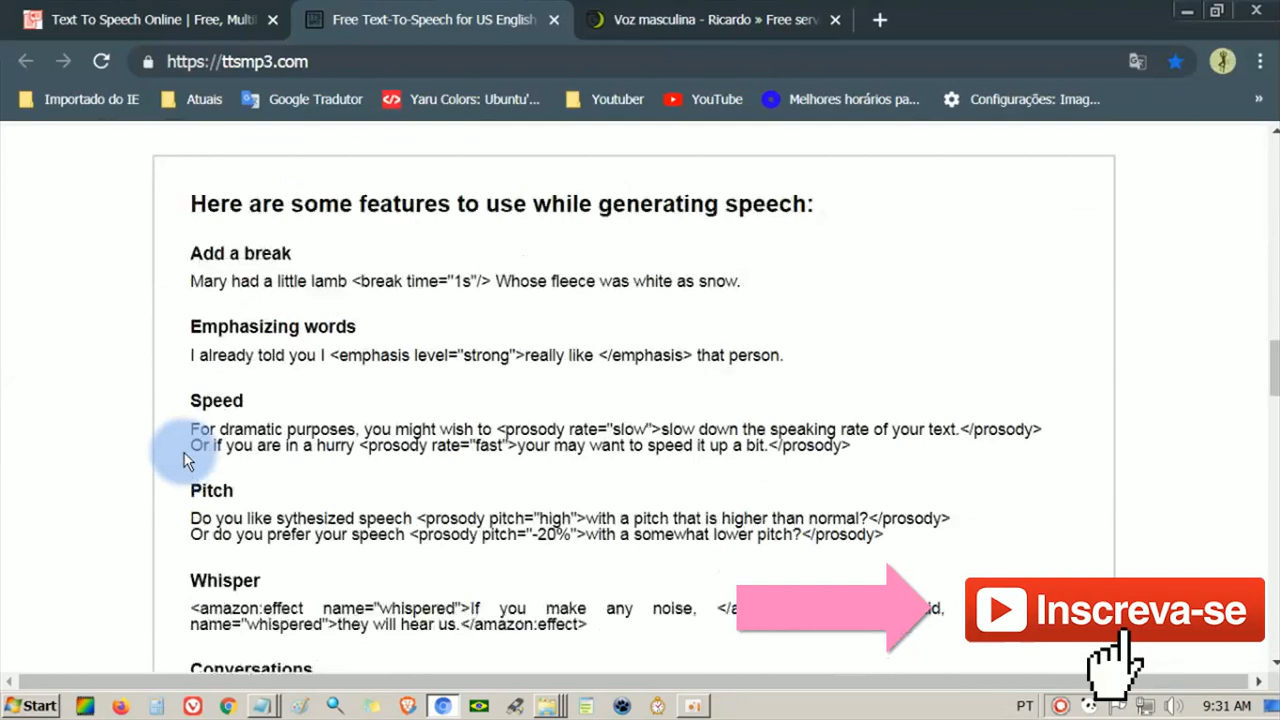 Text To Speech Online | Free, Multi
Free Text-To-Speech for US English
Voz masculina - Ricardo » Free serv
https://ttsmp3.com
Importado do IE
Atuais
Google Tradutor
Yaru Colors: Ubuntu'...
Youtuber
YouTube
Melhores horários pa...
Configurações: Imag...
»
Here are some features to use while generating speech:
Add a break
Mary had a little lamb <break time="1s"/> Whose fleece was white as snow.
Emphasizing words
I already told you I <emphasis level="strong">really like </emphasis> that person.
Speed
For dramatic purposes, you might wish to <prosody rate="slow">slow down the speaking rate of your text.</prosody>
Or if you are in a hurry <prosody rate="fast">your may want to speed it up a bit.</prosody>
Pitch
Do you like sythesized speech <prosody pitch="high">with a pitch that is higher than normal?</prosody>
Or do you prefer your speech <prosody pitch="-20%">with a somewhat lower pitch?</prosody>
Whisper
<amazon:effect name="whispered">If you make any noise,
name="whispered">they will hear us.</amazon:effect>
Inscreva-se
Conversations
Start
PT
9:31 AM